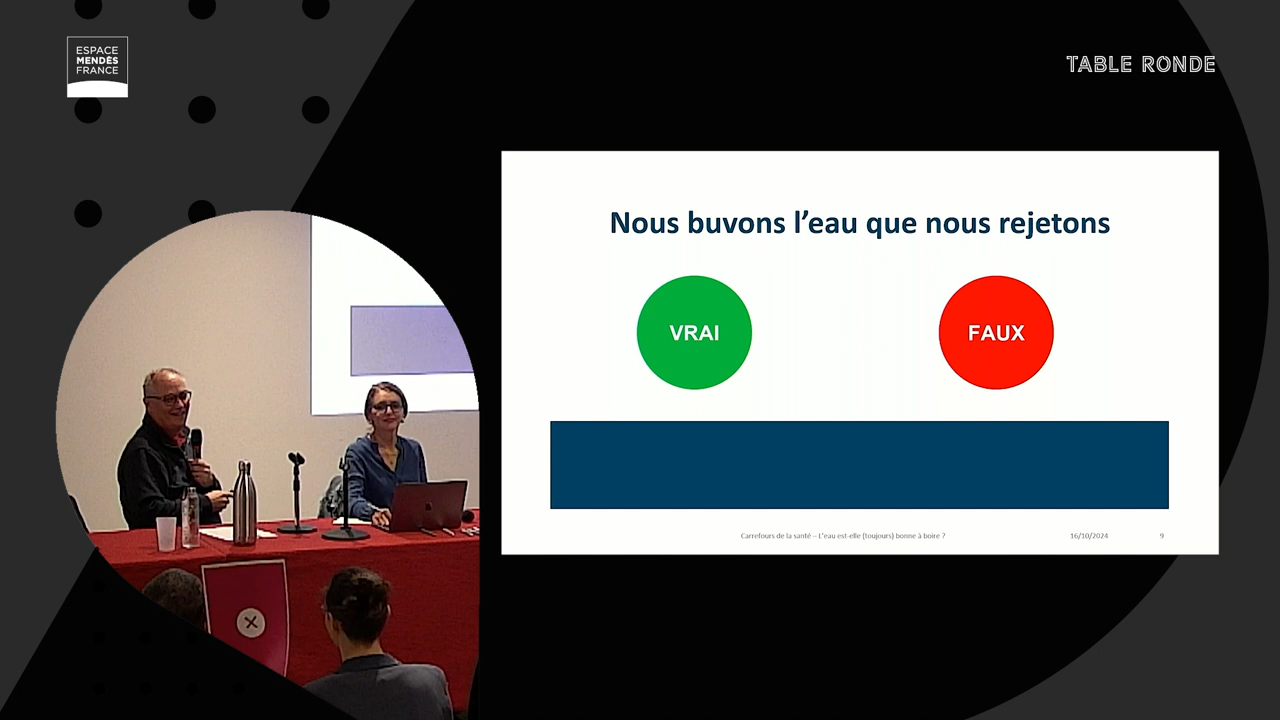 ESPACE
MENDÈS
FRANCE
TABLE RONDE
Nous buvons l’eau que nous rejetons
VRAI
FAUX
Carrefours de la santé – L’eau est-elle (toujours) bonne à boire ?
16/10/2024
9